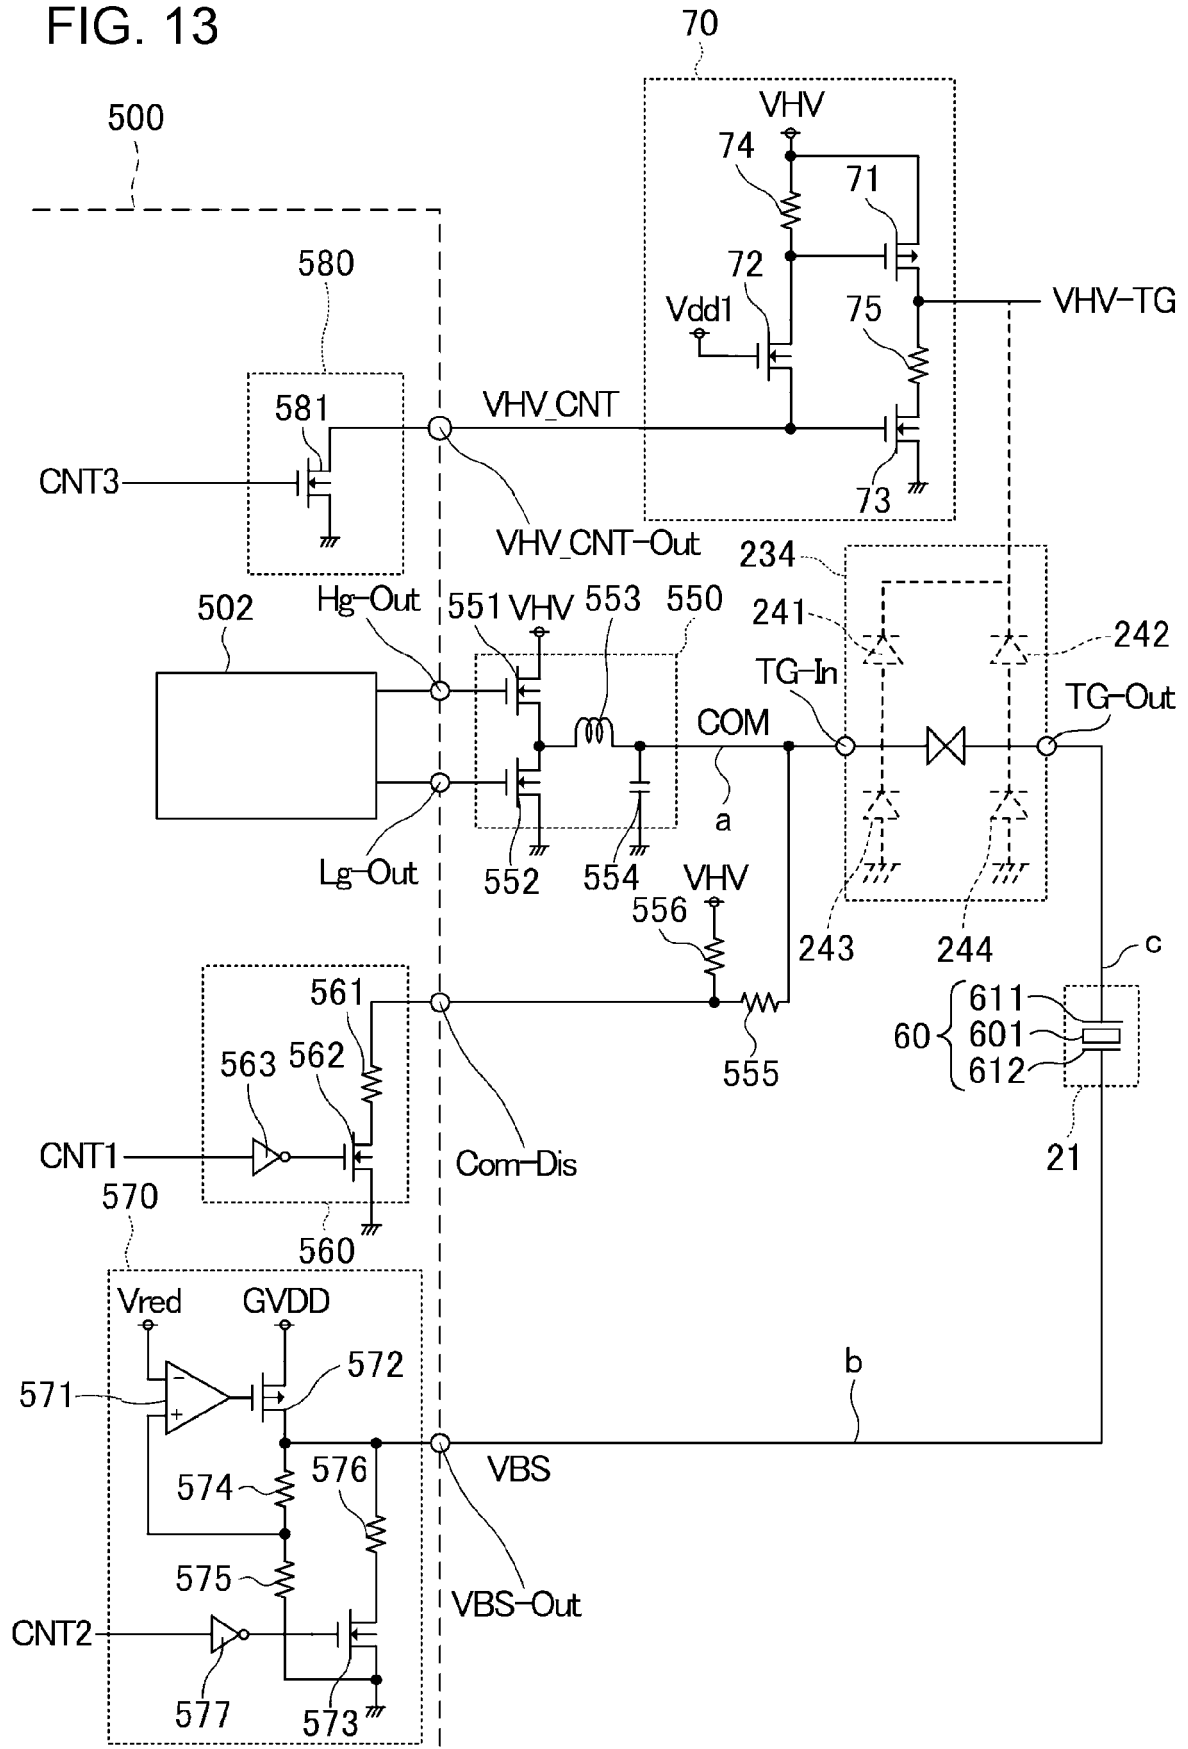 FIG. 13
70
500
VHV
74
71
580
72
Vdd1
75
VHV-TG
581
VHV_CNT
CNT3
73
VHV_CNT-Out
234
Hg-Out
551
VHV
553
550
502
241
242
TG-In
TG-Out
COM
a
Lg-Out
552
554
VHV
556
243
244
c
561
611
60
601
612
562
563
555
CNT1
Com-Dis
21
570
560
Vred
GVDD
572
b
571
576
VBS
574
575
VBS-Out
CNT2
577
573